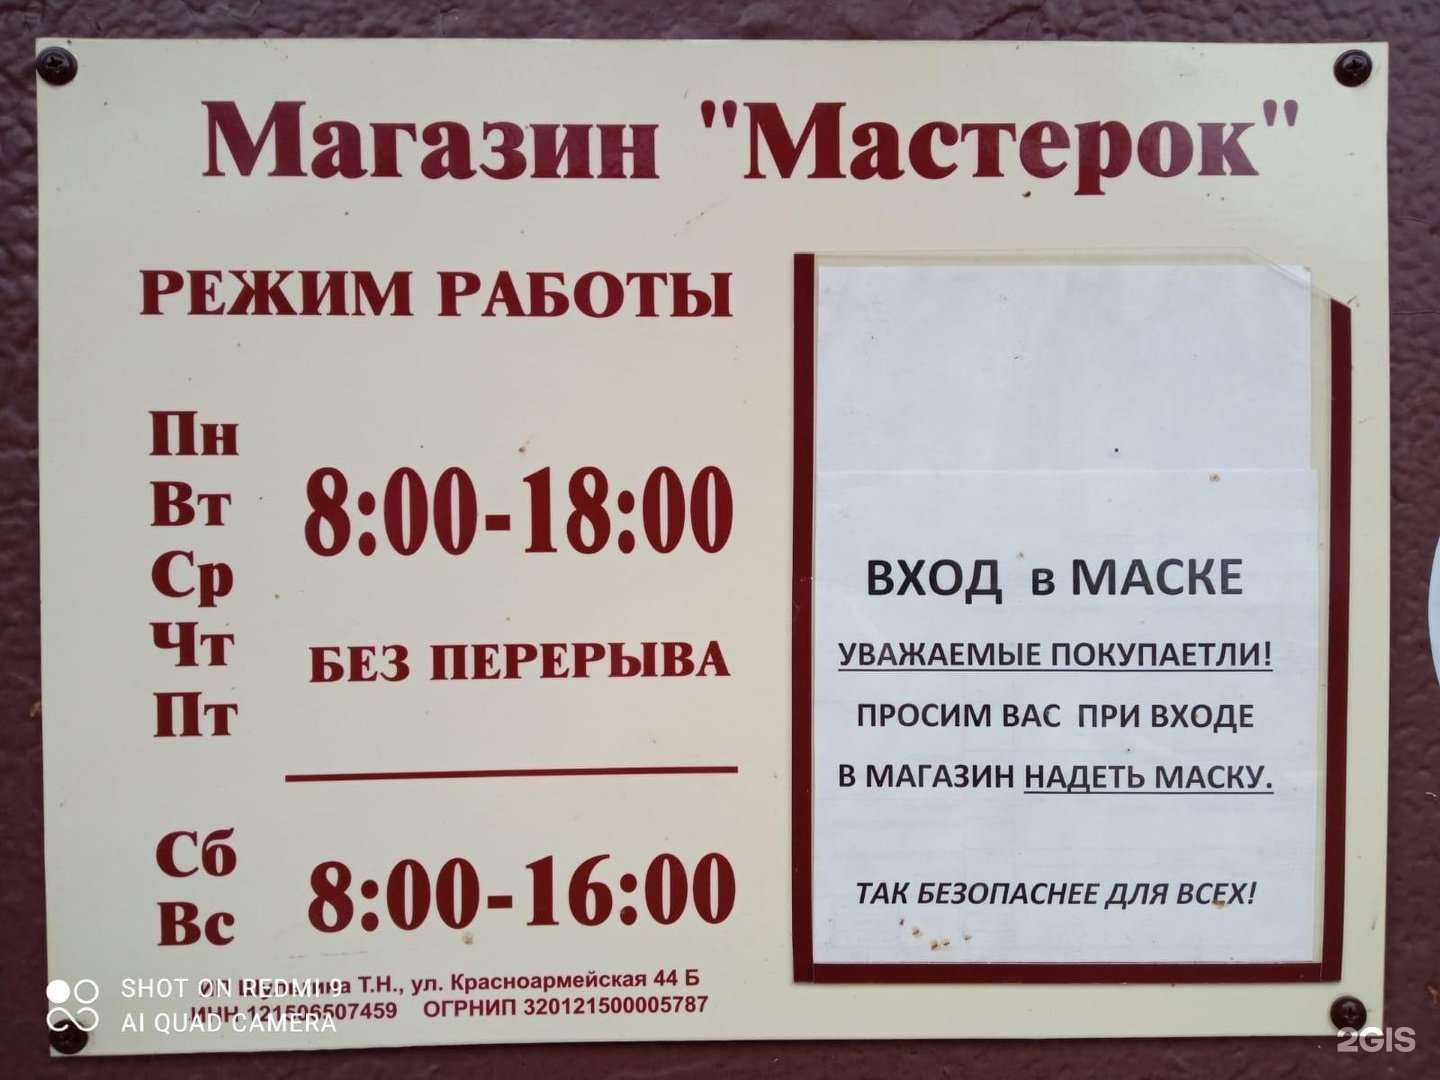 Магазин "Мастерок"
РЕЖИМ РАБОТЫ
Пн
Вт
Ср
Чт
Пт
8:00-18:00
БЕЗ ПЕРЕРЫВА
Сб
Вс
8:00-16:00
Т.Н., ул. Красноармейская 44 Б
ИНН 121506507459 ОГРНИП 320121500005787
ВХОД в МАСКЕ
УВАЖАЕМЫЕ ПОКУПАЕТЛИ!
ПРОСИМ ВАС ПРИ ВХОДЕ
В МАГАЗИН НАДЕТЬ МАСКУ.
ТАК БЕЗОПАСНЕЕ ДЛЯ ВСЕХ!
SHOT ON REDMI 9
AI QUAD CAMERA
2GIS